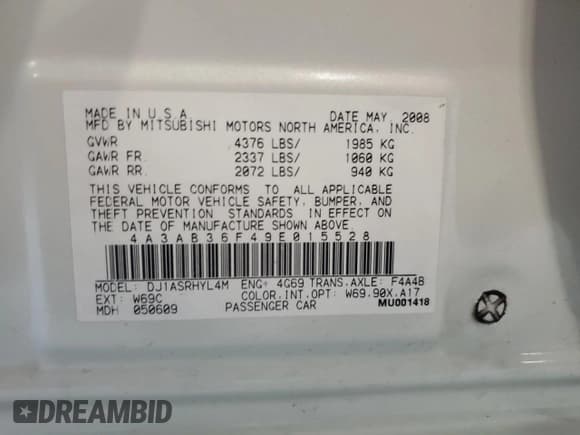 MADE IN U.S.A. DATE MAY, 2008
MFD BY MITSUBISHI MOTORS NORTH AMERICA, INC.
GVWR 4376 LBS/ 1985 KG
GAWR FR. 2337 LBS/ 1060 KG
GAWR RR. 2072 LBS/ 940 KG
THIS VEHICLE CONFORMS TO ALL APPLICABLE
FEDERAL MOTOR VEHICLE SAFETY, BUMPER, AND
THEFT PREVENTION STANDARDS IN EFFECT ON
THE DATE OF MANUFACTURE SHOWN ABOVE.
4A3AB36F49E015528
MODEL: DJ1ASRHYL4M ENG: 4G69 TRANS.AXLE: F4A4B
EXT: W69C COLOR.INT.OPT: W69.90X.A17
MDH 050609 PASSENGER CAR MU001418
DREAMBID